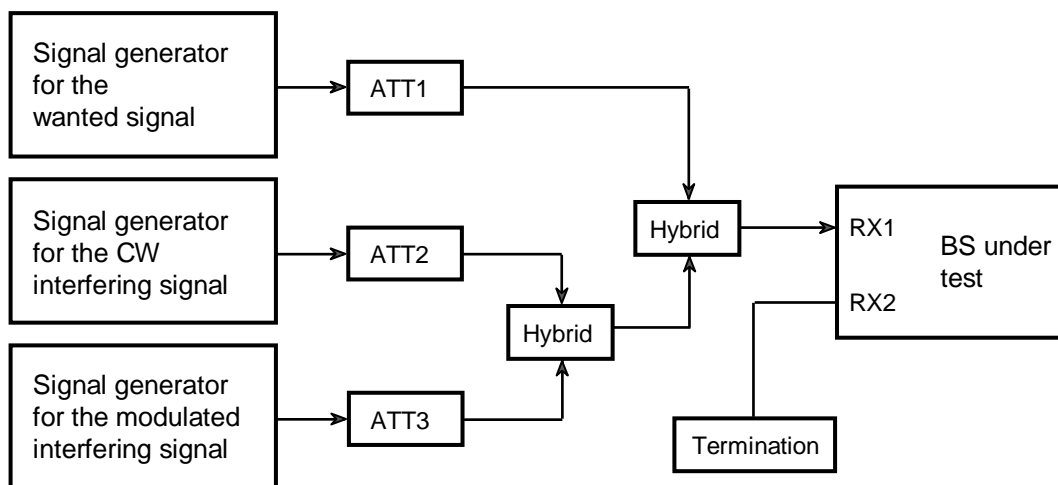 Signal generator
for the
wanted signal
ATT1
Signal generator
for the CW
interfering signal
ATT2
Signal generator
for the modulated
interfering signal
ATT3
Hybrid
Hybrid
RX1
RX2
BS under
test
Termination